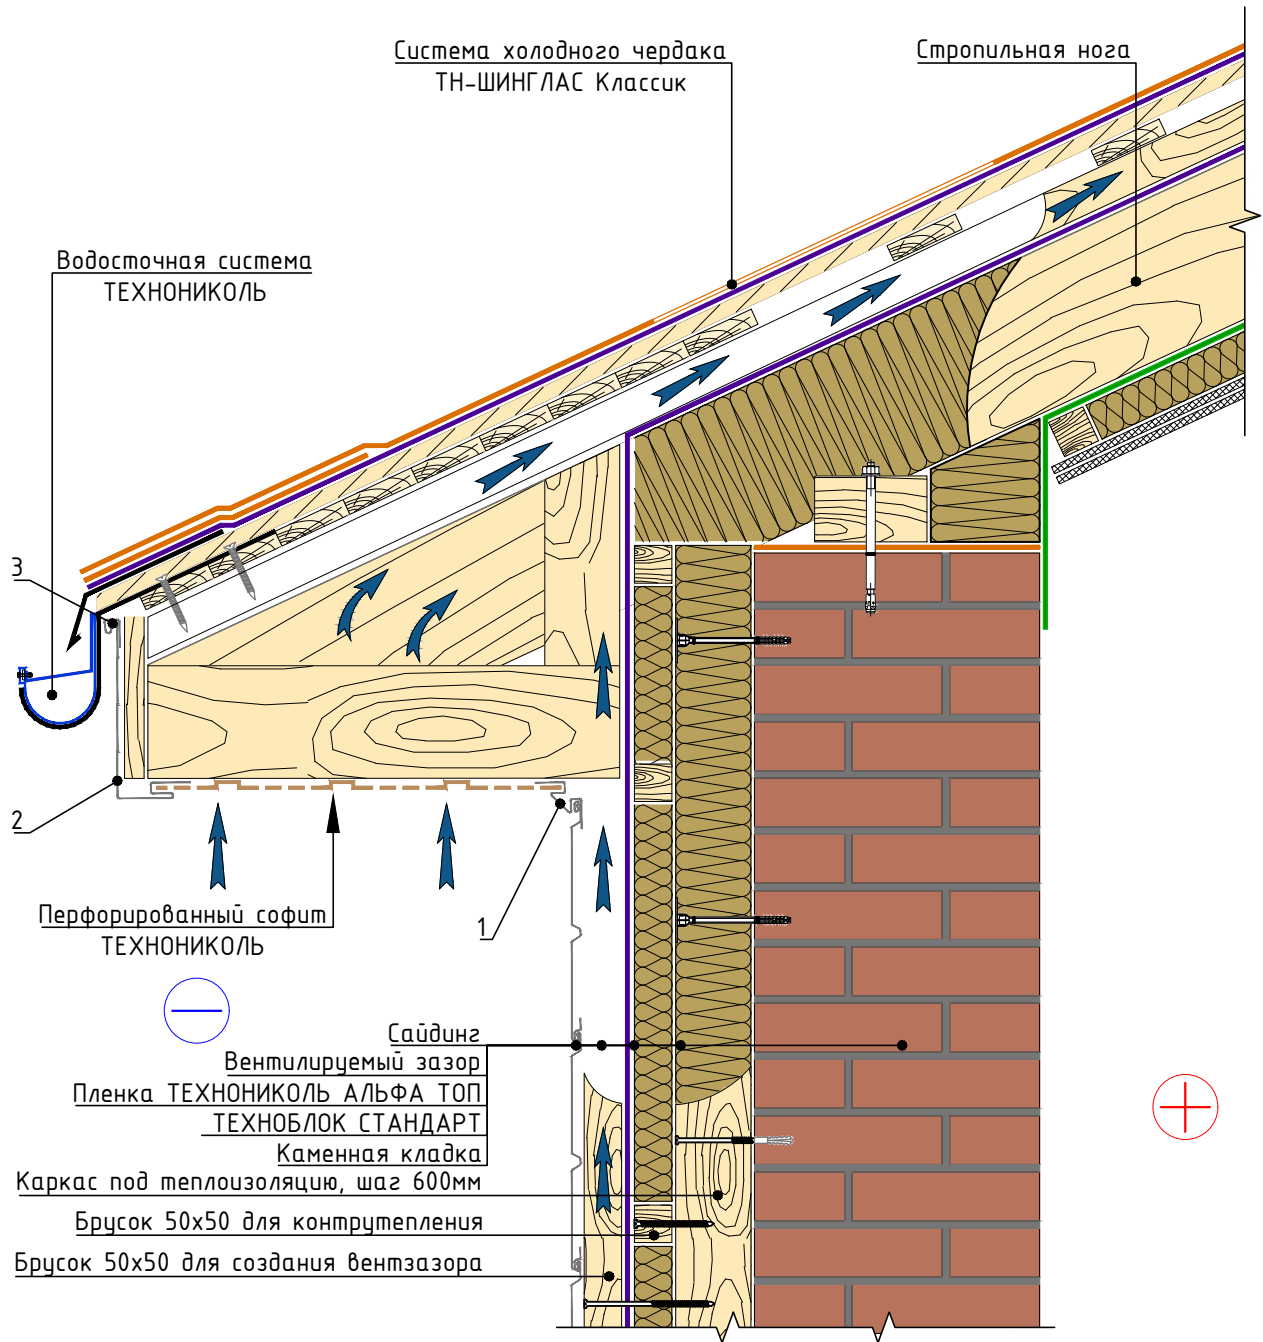 Система холодного чердака
ТН-ШИНГЛАС Классик
Стропильная нога
Водосточная система
ТЕХНОНИКОЛЬ
3
2
1
Перфорированный софит
ТЕХНОНИКОЛЬ
Сайдинг
Вентилируемый зазор
Пленка ТЕХНОНИКОЛЬ АЛЬФА ТОП
ТЕХНОБЛОК СТАНДАРТ
Каменная кладка
Каркас под теплоизоляцию, шаг 600мм
Брусок 50х50 для контрутепления
Брусок 50х50 для создания вентзазора